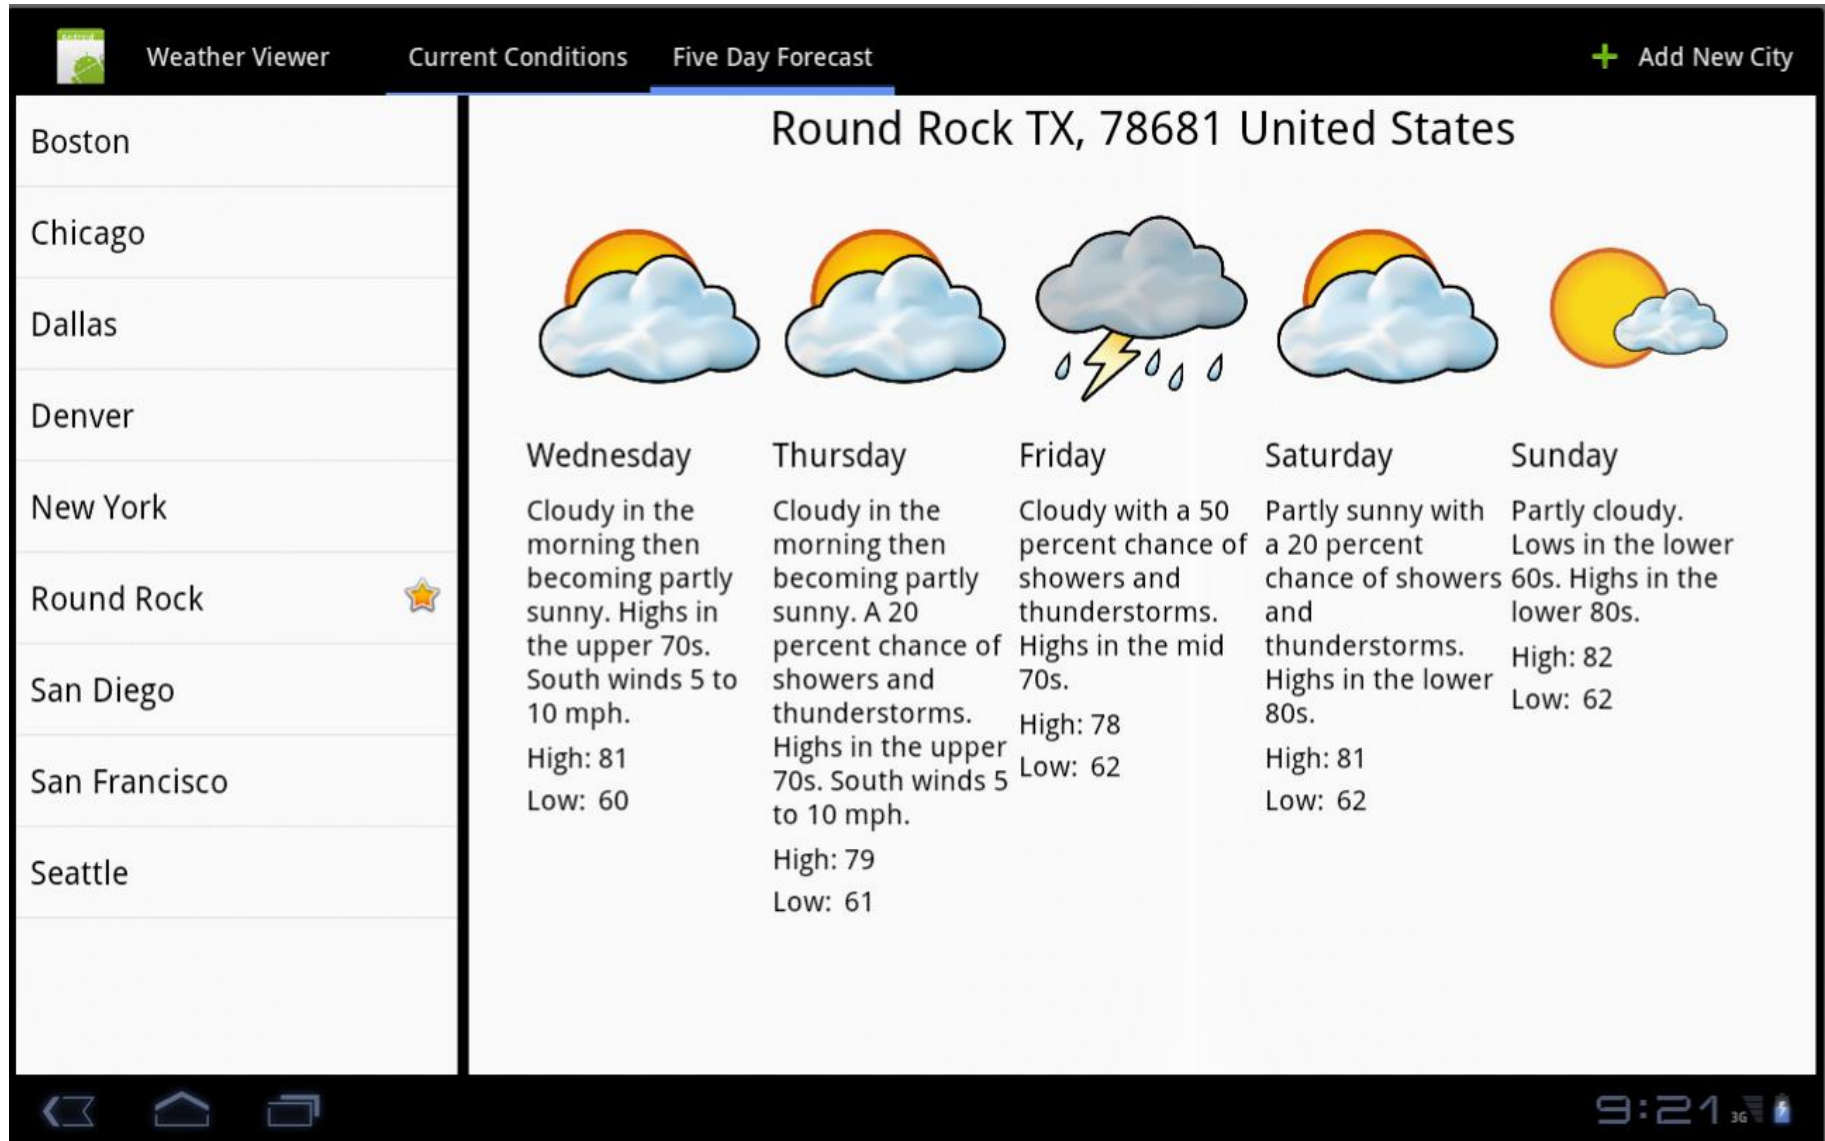 Weather Viewer
Current Conditions
Five Day Forecast
Add New City
Boston
Chicago
Dallas
Denver
New York
Round Rock
San Diego
San Francisco
Seattle
Round Rock TX, 78681 United States
Wednesday
Cloudy in the
morning then
becoming partly
sunny. Highs in
the upper 70s.
South winds 5 to
10 mph.
High: 81
Low: 60
Thursday
Cloudy in the
morning then
becoming partly
sunny. A 20
percent chance of
showers and
thunderstorms.
Highs in the upper
70s. South winds 5
to 10 mph.
High: 79
Low: 61
Friday
Cloudy with a 50
percent chance of
showers and
thunderstorms.
Highs in the mid
70s.
High: 78
Low: 62
Saturday
Partly sunny with
a 20 percent
chance of showers
and
thunderstorms.
Highs in the lower
80s.
High: 81
Low: 62
Sunday
Partly cloudy.
Lows in the lower
60s. Highs in the
lower 80s.
High: 82
Low: 62
9:21
3G